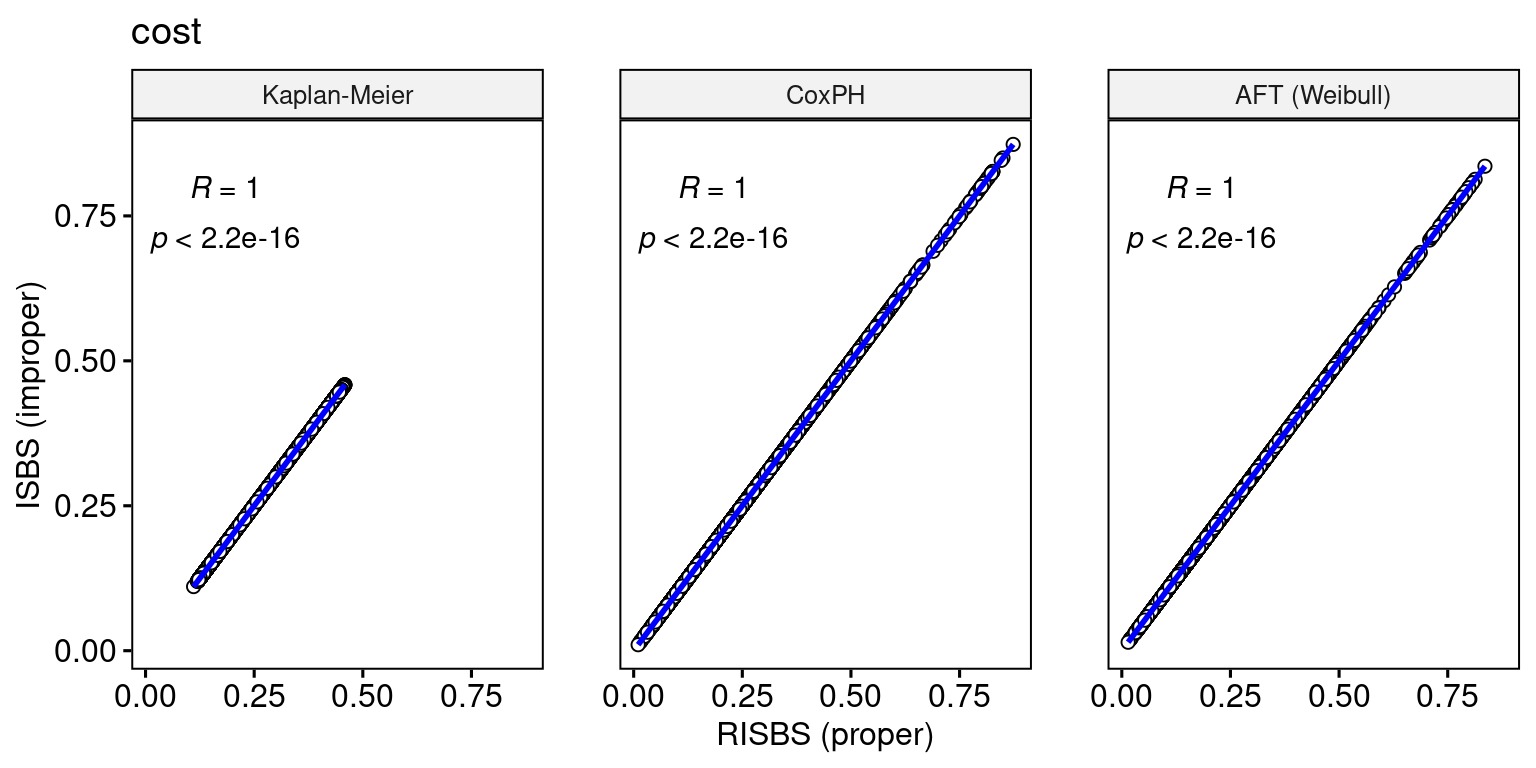 cost
Kaplan-Meier
CoxPH
AFT (Weibull)
R = 1
p < 2.2e-16
R = 1
p < 2.2e-16
R = 1
p < 2.2e-16
ISBS (improper)
0.75
0.50
0.25
0.00
0.00 0.25 0.50 0.75
0.00 0.25 0.50 0.75
0.00 0.25 0.50 0.75
RISBS (proper)